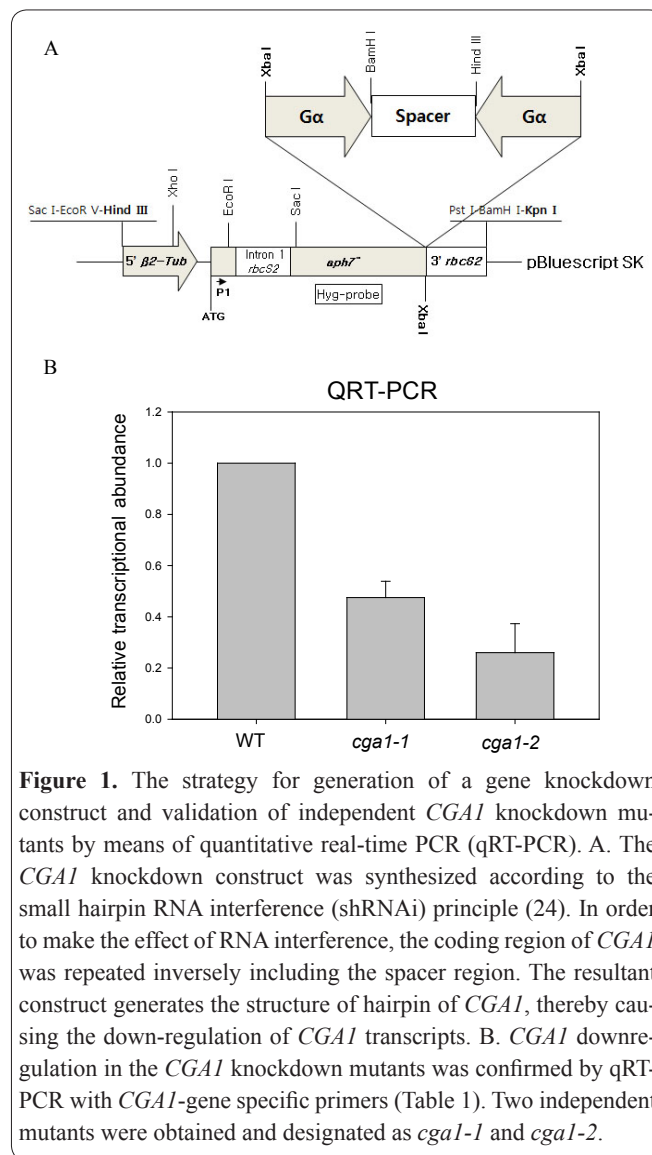 A
XbaI
BamH I
Hind III
XbaI
Gα
Spacer
Gα
Sac I-EcoR V-Hind III
Xho I
EcoR I
Sac I
Pst I-BamH I-Kpn I
5' β2-Tub
Intron 1
rbcS2
aph7"
3' rbcS2
pBluescript SK
P1
Hyg-probe
ATG
XbaI
B
QRT-PCR
Relative transcriptional abundance
1.2
1.0
0.8
0.6
0.4
0.2
0.0
WT
cga1-1
cga1-2
Figure 1. The strategy for generation of a gene knockdown
construct and validation of independent CGA1 knockdown mu-
tants by means of quantitative real-time PCR (qRT-PCR). A. The
CGA1 knockdown construct was synthesized according to the
small hairpin RNA interference (shRNAi) principle (24). In order
to make the effect of RNA interference, the coding region of CGA1
was repeated inversely including the spacer region. The resultant
construct generates the structure of hairpin of CGA1, thereby cau-
sing the down-regulation of CGA1 transcripts. B. CGA1 downre-
gulation in the CGA1 knockdown mutants was confirmed by qRT-
PCR with CGA1-gene specific primers (Table 1). Two independent
mutants were obtained and designated as cga1-1 and cga1-2.